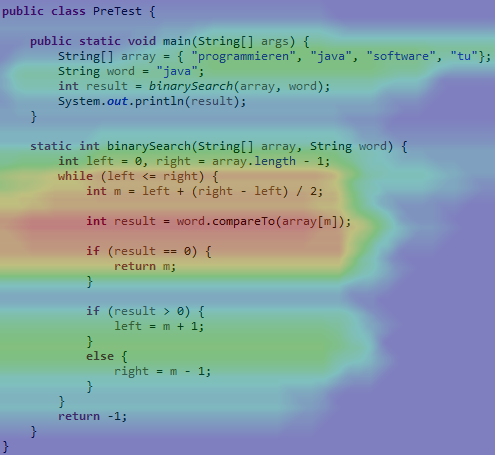 public class PreTest {
public static void main(String[] args) {
String[] array = { "programmieren", "java", "software", "tu"};
String word = "java";
int result = binarySearch(array, word);
System.out.println(result);
}
static int binarySearch(String[] array, String word) {
int left = 0, right = array.length - 1;
while (left <= right) {
int m = left + (right - left) / 2;
int result = word.compareTo(array[m]);
if (result == 0) {
return m;
}
if (result > 0) {
left = m + 1;
}
else {
right = m - 1;
}
}
return -1;
}
}